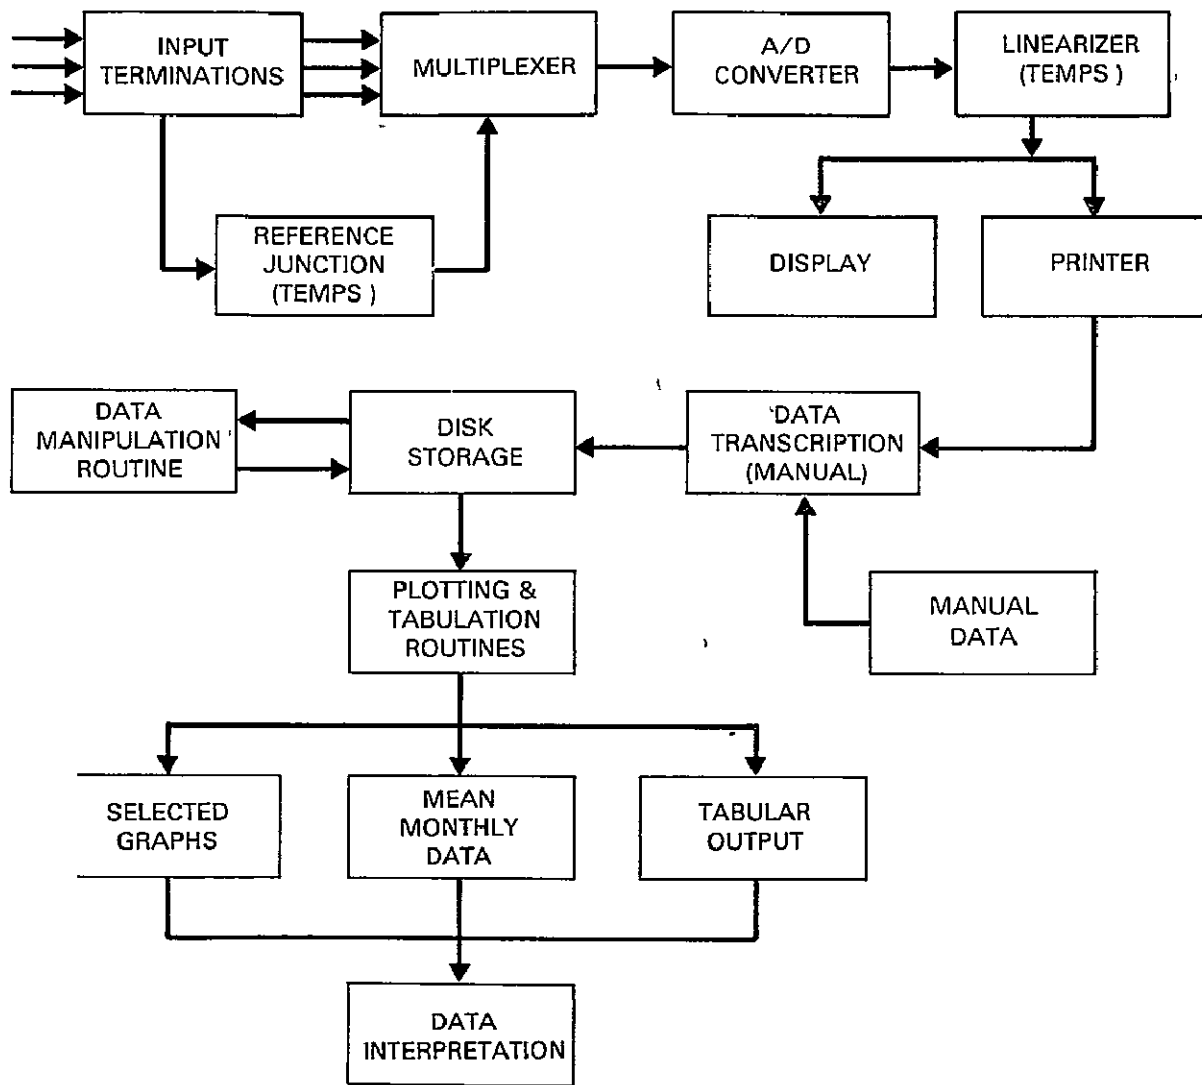 INPUT
TERMINATIONS
MULTIPLEXER
A/D
CONVERTER
LINEARIZER
(TEMPS )
REFERENCE
JUNCTION
(TEMPS )
DISPLAY
PRINTER
DATA
MANIPULATION
ROUTINE
DISK
STORAGE
DATA
TRANSCRIPTION
(MANUAL)
PLOTTING &
TABULATION
ROUTINES
MANUAL
DATA
SELECTED
GRAPHS
MEAN
MONTHLY
DATA
TABULAR
OUTPUT
DATA
INTERPRETATION